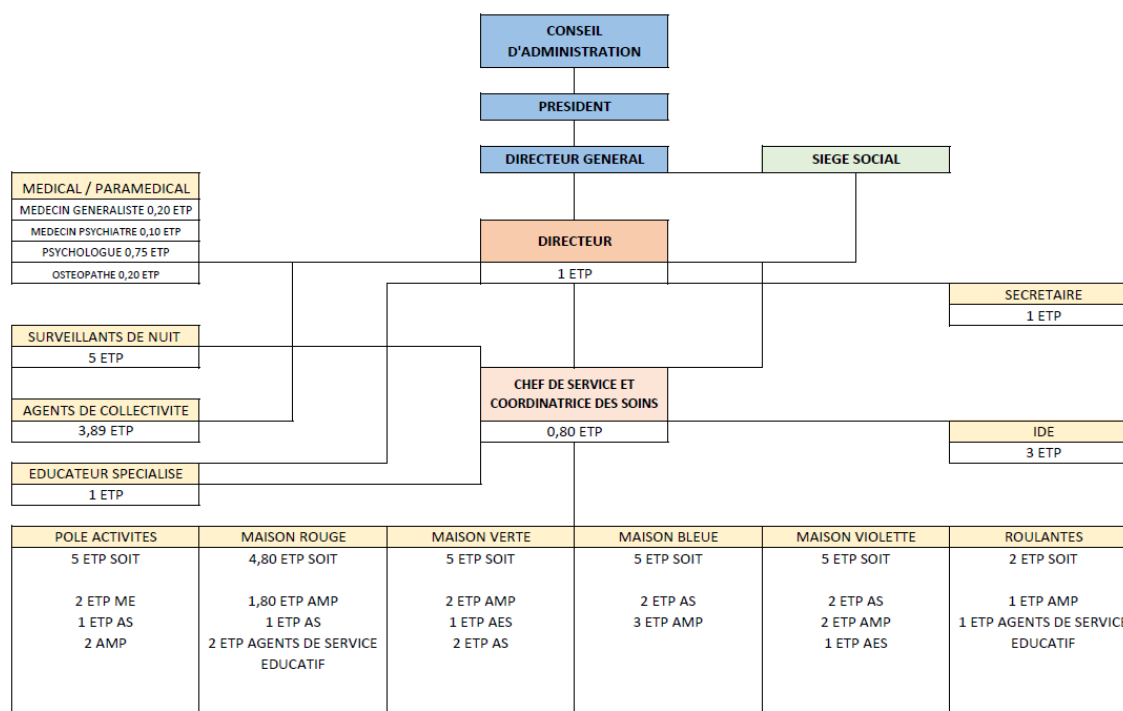 CONSEIL
D'ADMINISTRATION
PRESIDENT
DIRECTEUR GENERAL
SIEGE SOCIAL
MEDICAL / PARAMEDICAL
MEDECIN GENERALISTE 0,20 ETP
MEDECIN PSYCHIATRE 0,10 ETP
PSYCHOLOGUE 0,75 ETP
OSTEOPATHE 0,20 ETP
DIRECTEUR
1 ETP
SECRETAIRE
1 ETP
SURVEILLANTS DE NUIT
5 ETP
CHEF DE SERVICE ET
COORDINATRICE DES SOINS
0,80 ETP
AGENTS DE COLLECTIVITE
3,89 ETP
IDE
3 ETP
EDUCATEUR SPECIALISE
1 ETP
POLE ACTIVITES
5 ETP SOIT
2 ETP ME
1 ETP AS
2 AMP
MAISON ROUGE
4,80 ETP SOIT
1,80 ETP AMP
1 ETP AS
2 ETP AGENTS DE SERVICE
EDUCATIF
MAISON VERTE
5 ETP SOIT
2 ETP AMP
1 ETP AES
2 ETP AS
MAISON BLEUE
5 ETP SOIT
2 ETP AS
3 ETP AMP
MAISON VIOLETTE
5 ETP SOIT
2 ETP AS
2 ETP AMP
1 ETP AES
ROULANTES
2 ETP SOIT
1 ETP AMP
1 ETP AGENTS DE SERVICE
EDUCATIF